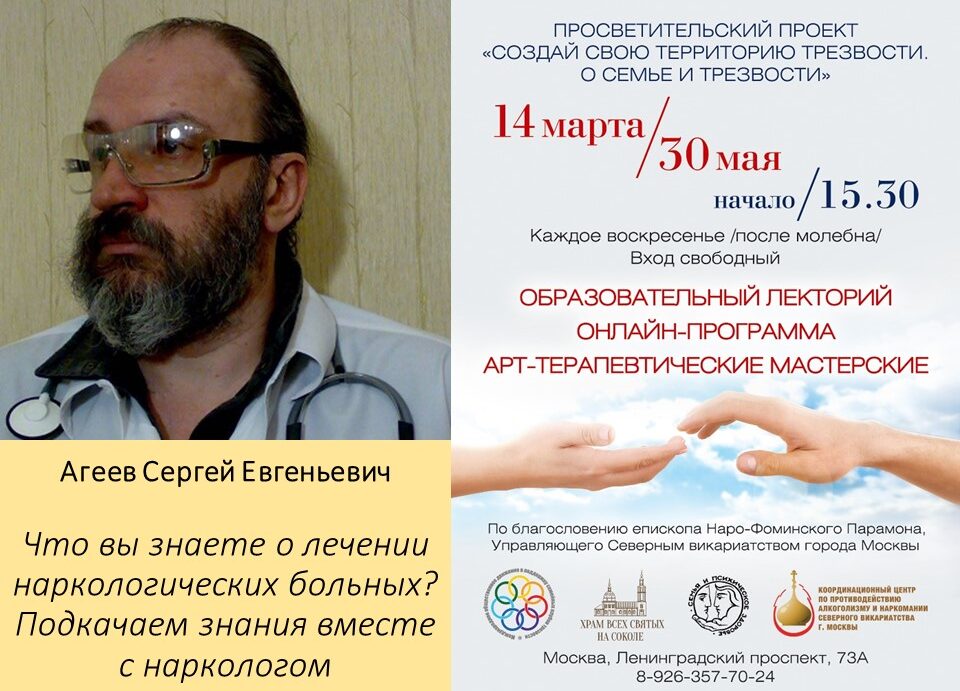 Агеев Сергей Евгеньевич
Что вы знаете о лечении
наркологических больных?
Подкачаем знания вместе
с наркологом
ПРОСВЕТИТЕЛЬСКИЙ ПРОЕКТ
«СОЗДАЙ СВОЮ ТЕРРИТОРИЮ ТРЕЗВОСТИ.
О СЕМЬЕ И ТРЕЗВОСТИ»
14 марта/30 мая
начало/15.30
Каждое воскресенье /после молебна/
Вход свободный
ОБРАЗОВАТЕЛЬНЫЙ ЛЕКТОРИЙ
ОНЛАЙН-ПРОГРАММА
АРТ-ТЕРАПЕВТИЧЕСКИЕ МАСТЕРСКИЕ
По благословению епископа Наро-Фоминского Парамона,
Управляющего Северным викариатством города Москвы
ХРАМ ВСЕХ СВЯТЫХ
НА СОКОЛЕ
СЕМЬЯ И ПСИХИЧЕСКОЕ ЗДОРОВЬЕ
КООРДИНАЦИОННЫЙ ЦЕНТР
ПО ПРОТИВОДЕЙСТВИЮ
АЛКОГОЛИЗМУ И НАРКОМАНИИ
СЕВЕРНОГО ВИКАРИАТСТВА
Г. МОСКВЫ
Москва, Ленинградский проспект, 73А
8-926-357-70-24